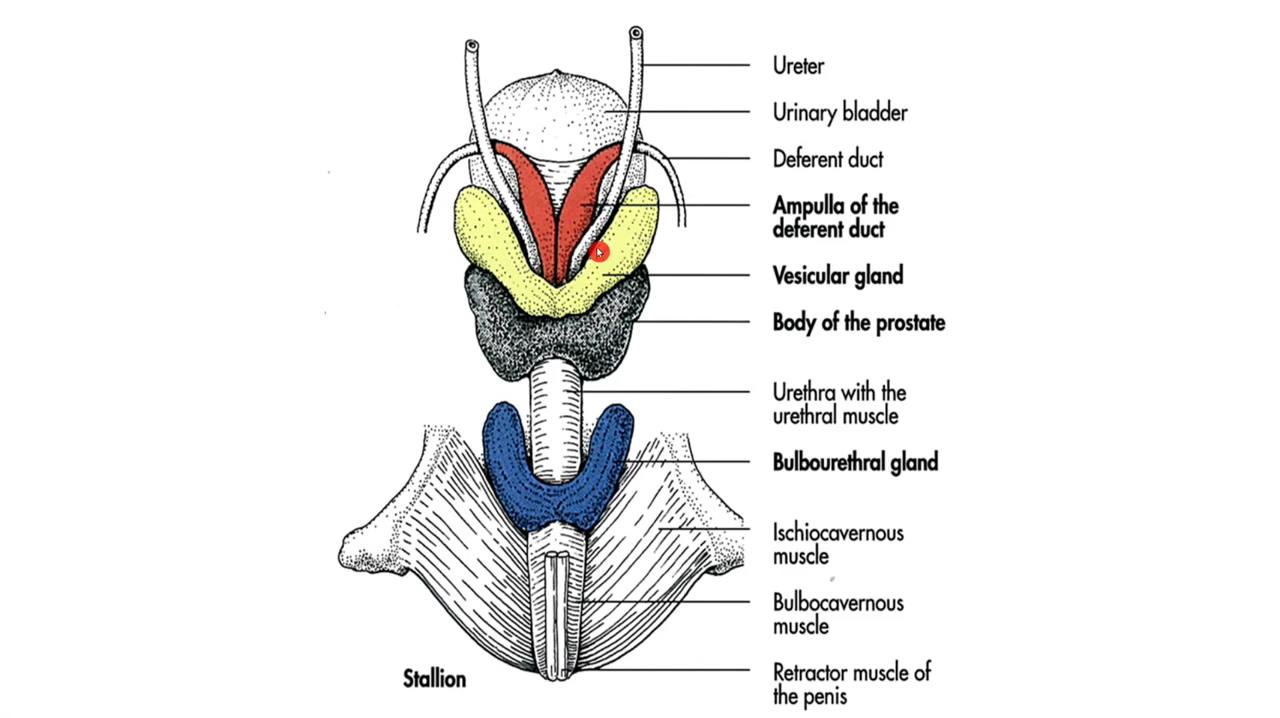 Ureter
Urinary bladder
Deferent duct
Ampulla of the
deferent duct
Vesicular gland
Body of the prostate
Urethra with the
urethral muscle
Bulbourethral gland
Ischiocavernous
muscle
Bulbocavernous
muscle
Retractor muscle of
the penis
Stallion